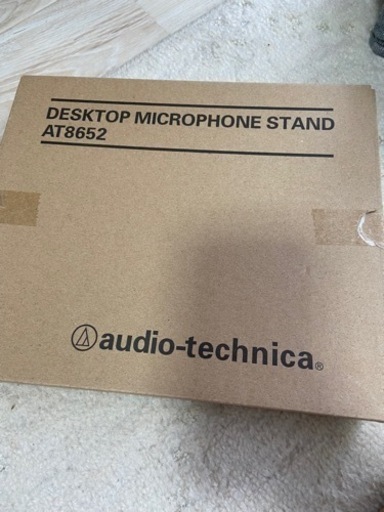 DESKTOP MICROPHONE STAND
AT8652
audio-technica®